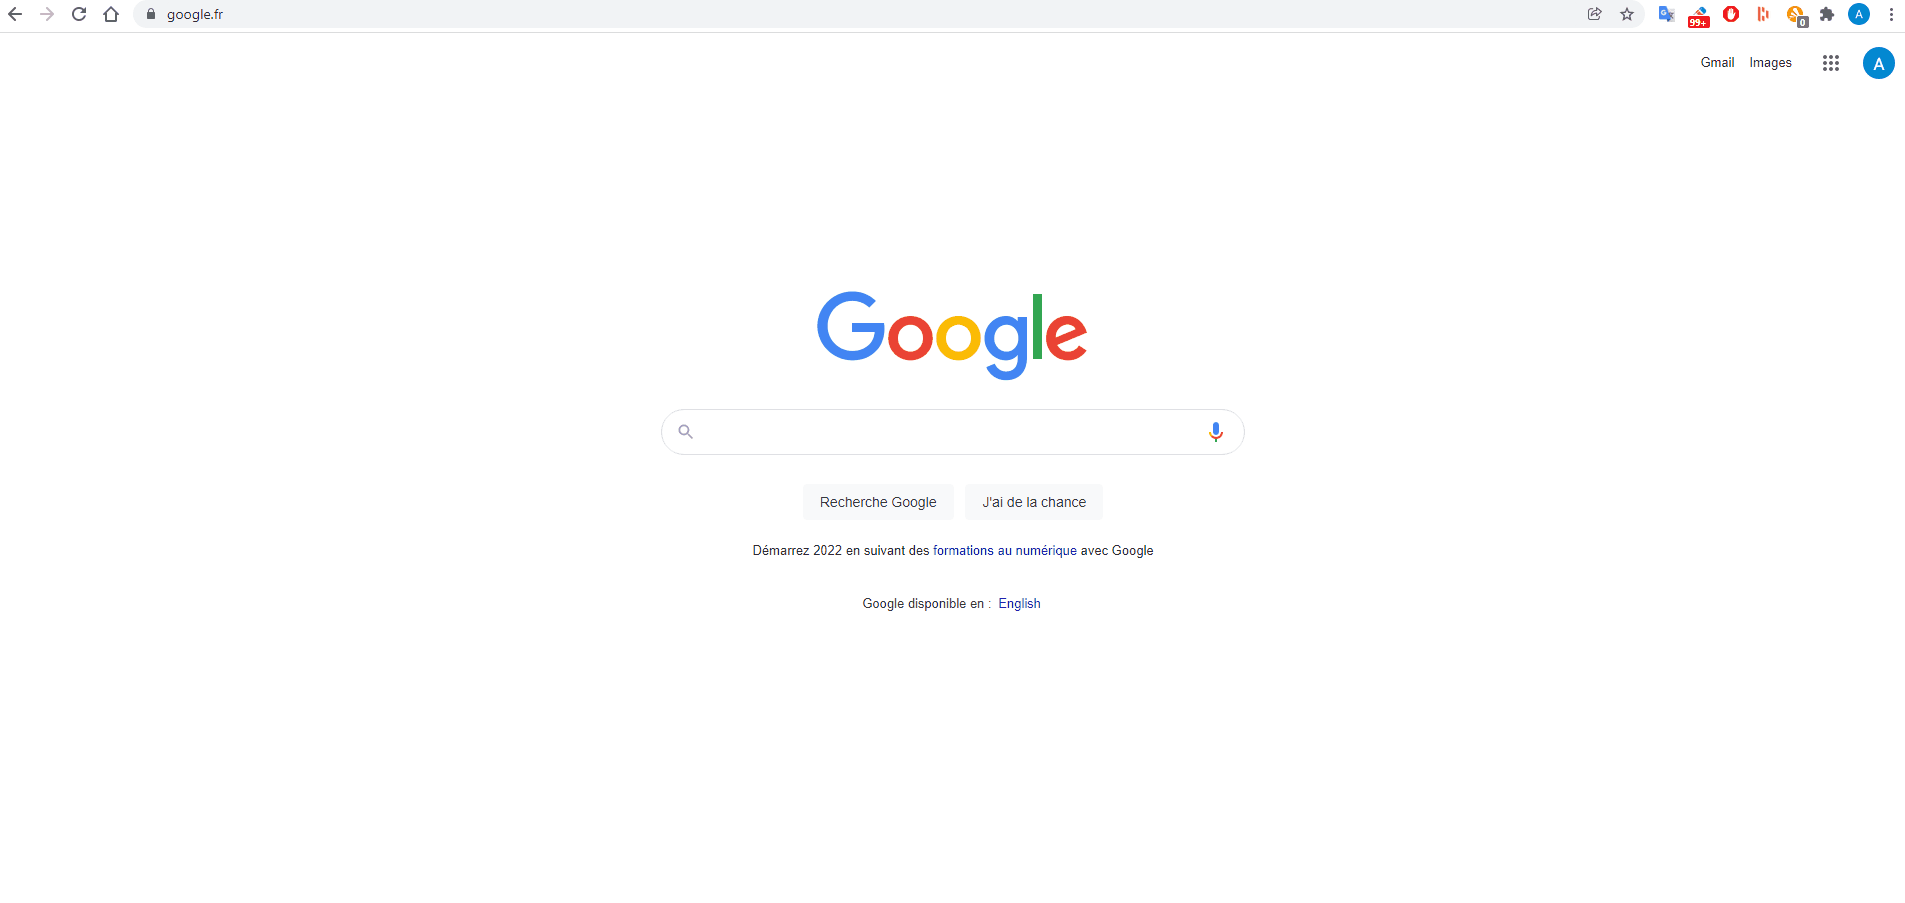 google.fr
99+
0
A
Gmail Images
A
Google
Recherche Google
J'ai de la chance
Démarrez 2022 en suivant des formations au numérique avec Google
Google disponible en : English